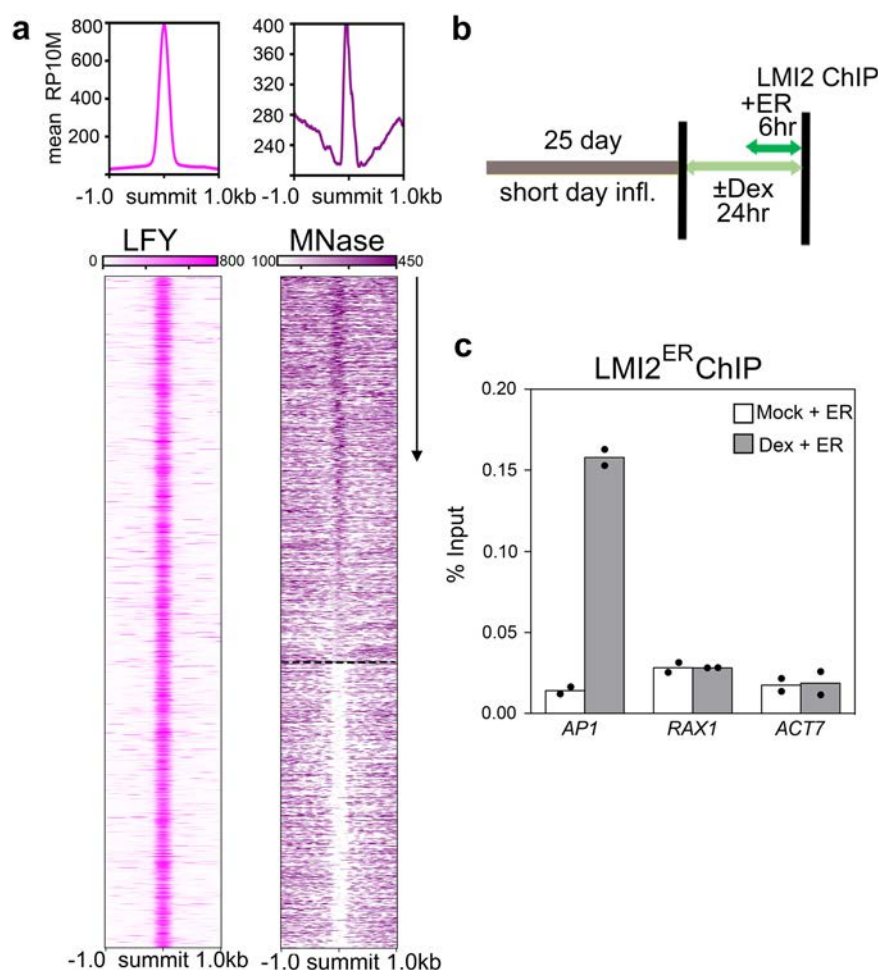 a
mean RP10M
800
600
400
200
-1.0 summit 1.0kb
400
360
320
280
240
-1.0 summit 1.0kb
LFY
0 800
MNase
100 450
-1.0 summit 1.0kb
-1.0 summit 1.0kb
b
LMI2 ChIP
+ER
6hr
25 day
short day infl.
±Dex
24hr
c
LMI2ER ChIP
% Input
0.20
0.15
0.10
0.05
0.00
Mock + ER
Dex + ER
AP1 RAX1 ACT7